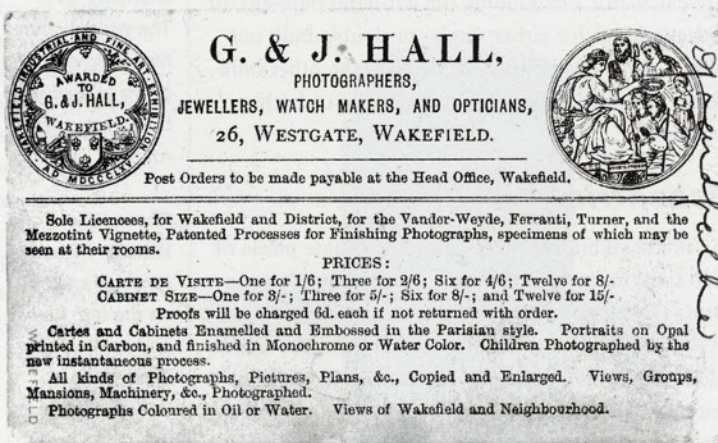 WAKEFIELD INDUSTRIAL AND FINE ART EXHIBITION
A.D. MDCCCLXV
AWARDED
TO
G. & J. HALL,
WAKEFIELD.
G. & J. HALL,
PHOTOGRAPHERS,
JEWELLERS, WATCH MAKERS, AND OPTICIANS,
26, WESTGATE, WAKEFIELD.
Post Orders to be made payable at the Head Office, Wakefield.
Sole Licencees, for Wakefield and District, for the Vander-Weyde, Ferranti, Turner, and the
Mezzotint Vignette, Patented Processes for Finishing Photographs, specimens of which may be
seen at their rooms.
PRICES:
CARTE DE VISITE—One for 1/6; Three for 2/6; Six for 4/6; Twelve for 8/-
CABINET SIZE—One for 3/-; Three for 5/-; Six for 8/-; and Twelve for 15/-
Proofs will be charged 6d. each if not returned with order.
Cartes and Cabinets Enamelled and Embossed in the Parisian style. Portraits on Opal
printed in Carbon, and finished in Monochrome or Water Color. Children Photographed by the
new instantaneous process.
All kinds of Photographs, Pictures, Plans, &c., Copied and Enlarged. Views, Groups,
Mansions, Machinery, &c., Photographed.
Photographs Coloured in Oil or Water. Views of Wakefield and Neighbourhood.